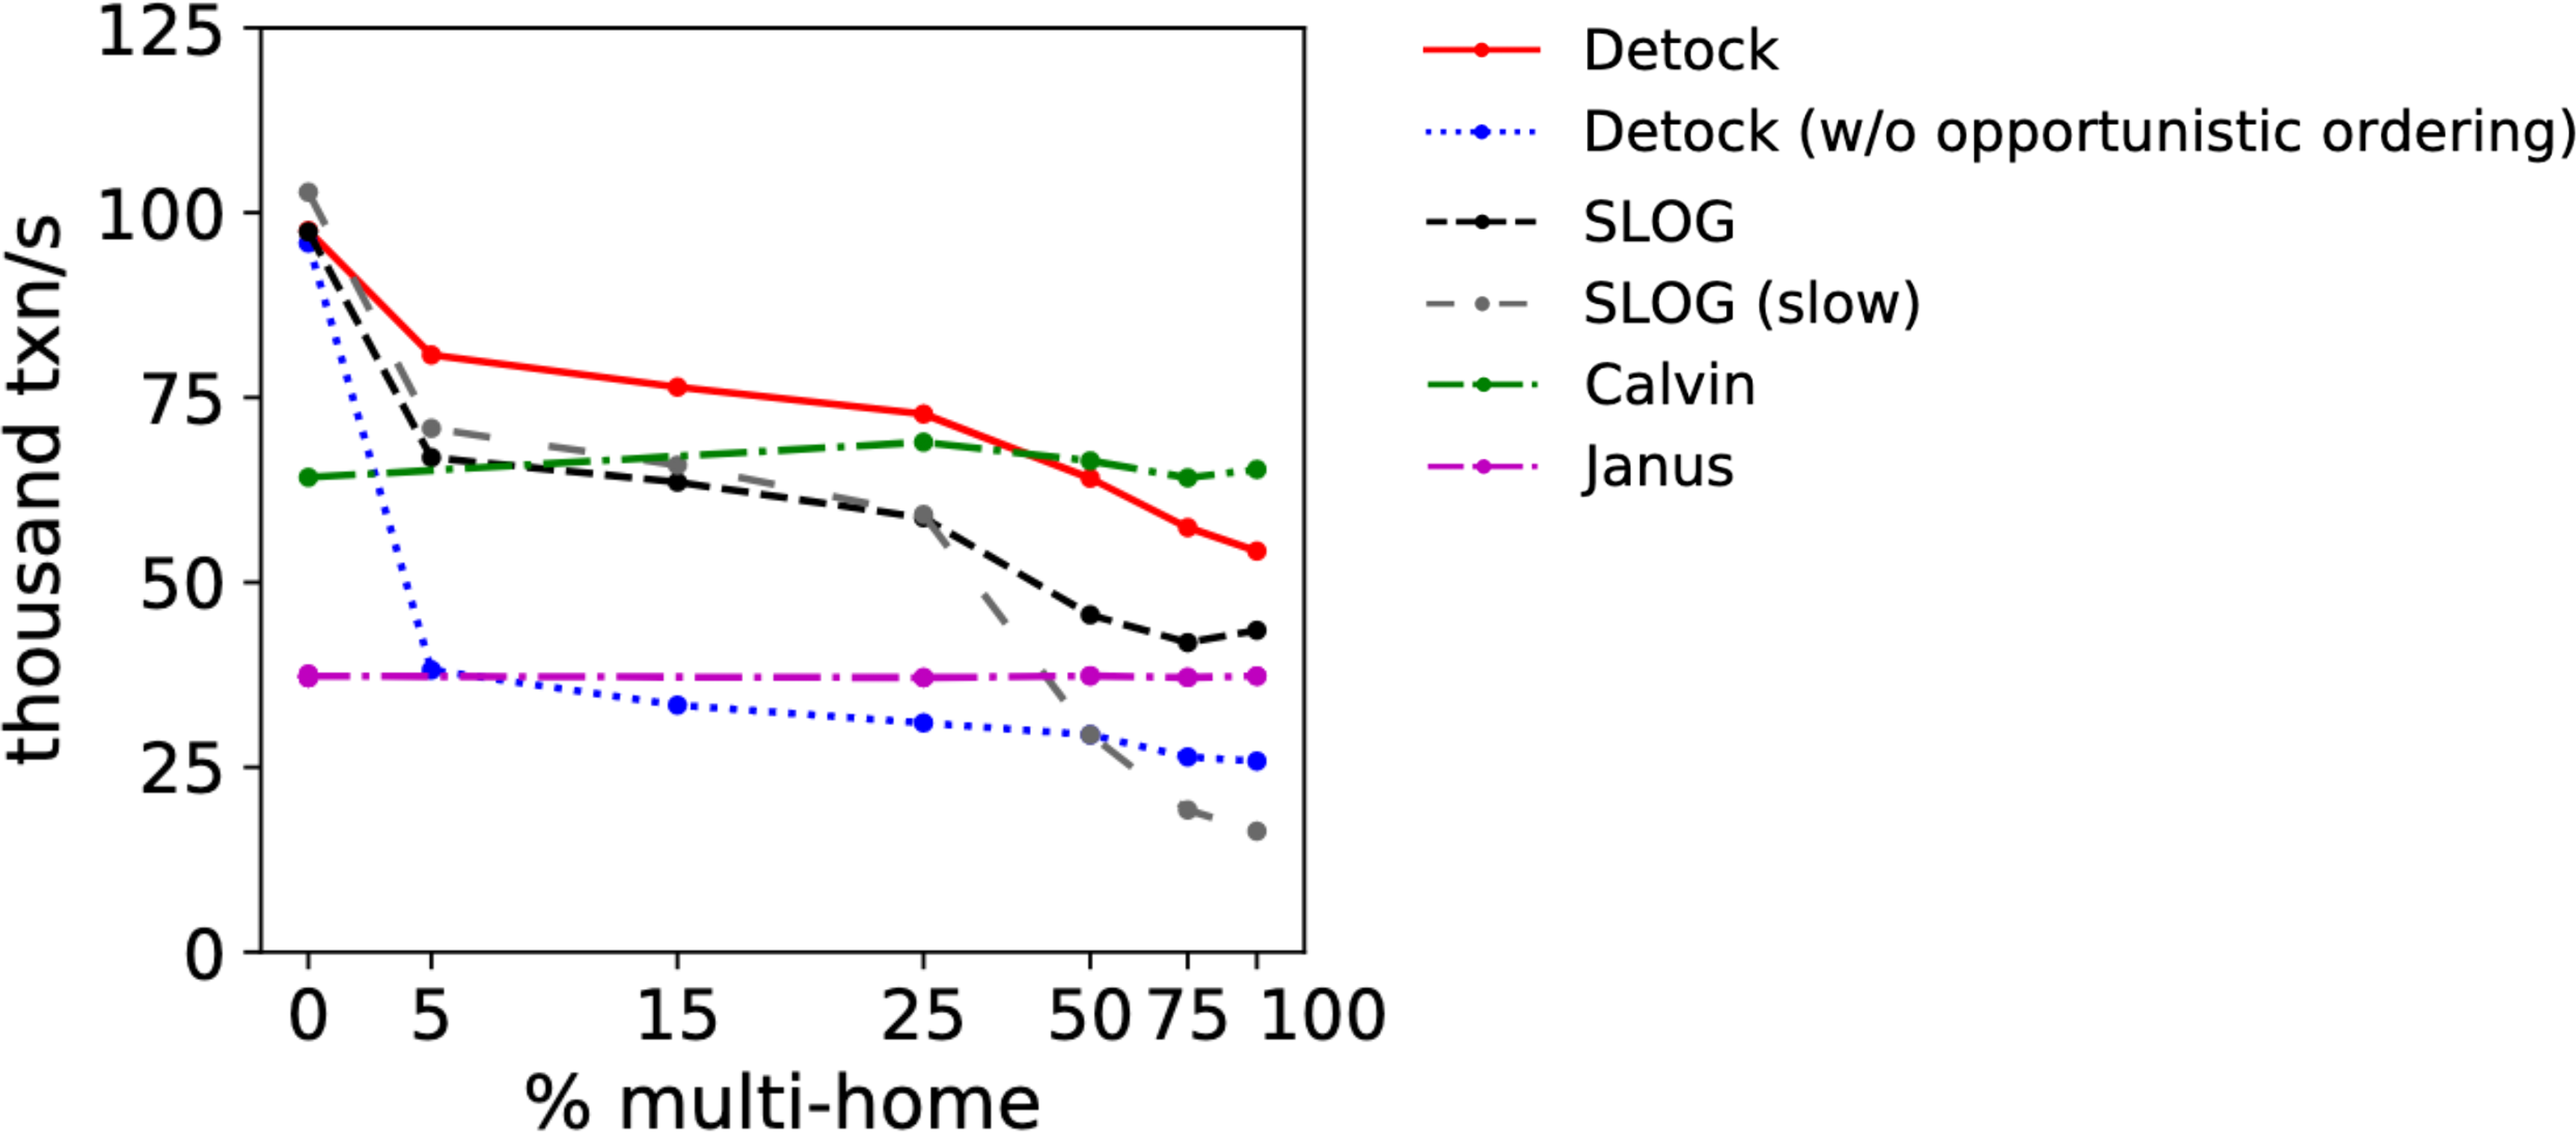 125
100
75
50
25
0
thousand txn/s
0 5 15 25 50 75 100
% multi-home
Detock
Detock (w/o opportunistic ordering)
SLOG
SLOG (slow)
Calvin
Janus